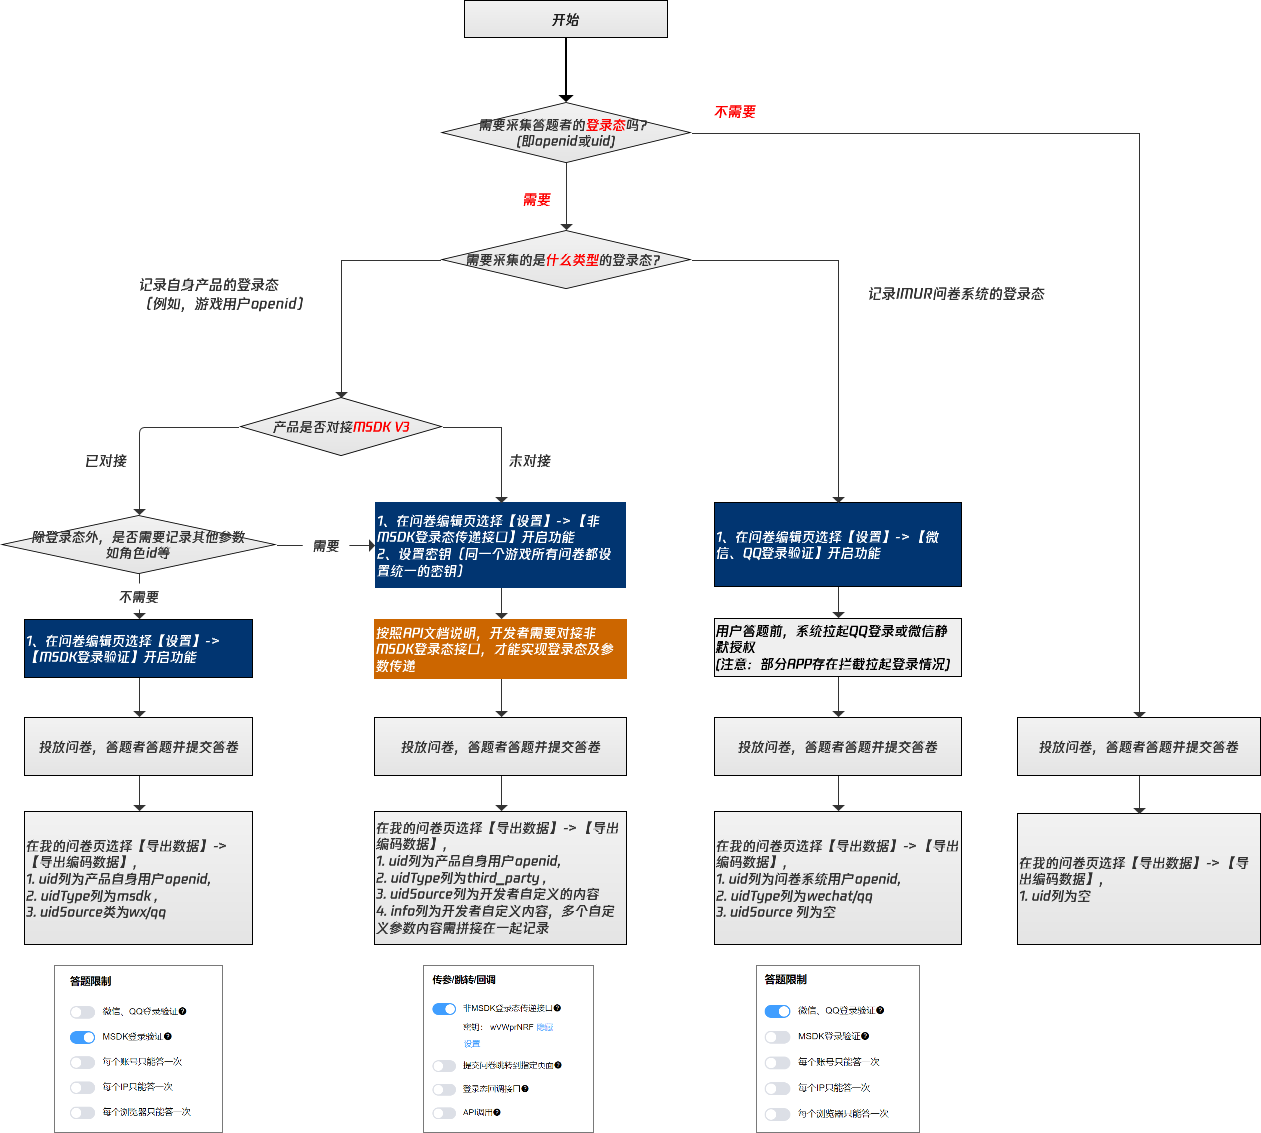 开始
需要采集答题者的登录态吗?
(即openid或uid)
不需要
需要
需要采集的是什么类型的登录态?
记录自身产品的登录态
（例如，游戏用户openid）
记录IMUR问卷系统的登录态
产品是否对接MSDK V3
已对接
未对接
除登录态外，是否需要记录其他参数
如角色id等
需要
不需要
1、在问卷编辑页选择【设置】->【非
MSDK登录态传递接口】开启功能
2、设置密钥（同一个游戏所有问卷都设
置统一的密钥）
1、在问卷编辑页选择【设置】->【微
信、QQ登录验证】开启功能
1、在问卷编辑页选择【设置】->
【MSDK登录验证】开启功能
按照API文档说明，开发者需要对接非
MSDK登录态接口，才能实现登录态及参
数传递
用户答题前，系统拉起QQ登录或微信静
默授权
(注意：部分APP存在拦截拉起登录情况)
投放问卷，答题者答题并提交答卷
投放问卷，答题者答题并提交答卷
投放问卷，答题者答题并提交答卷
投放问卷，答题者答题并提交答卷
在我的问卷页选择【导出数据】->
【导出编码数据】,
1. uid列为产品自身用户openid,
2. uidType列为msdk ,
3. uidSource类为wx/qq
在我的问卷页选择【导出数据】->【导出
编码数据】,
1. uid列为产品自身用户openid,
2. uidType列为third_party ,
3. uidSource列为开发者自定义的内容
4. info列为开发者自定义内容，多个自定
义参数内容需拼接在一起记录
在我的问卷页选择【导出数据】->【导出
编码数据】,
1. uid列为问卷系统用户openid,
2. uidType列为wechat/qq
3. uidSource 列为空
在我的问卷页选择【导出数据】->【导
出编码数据】,
1. uid列为空
答题限制
微信、QQ登录验证
MSDK登录验证
每个账号只能答一次
每个IP只能答一次
每个浏览器只能答一次
传参/跳转/回调
非MSDK登录态传递接口
密钥： wVWprNRF 隐藏
设置
提交问卷跳转到指定页面
登录态回调接口
API调用
答题限制
微信、QQ登录验证
MSDK登录验证
每个账号只能答一次
每个IP只能答一次
每个浏览器只能答一次